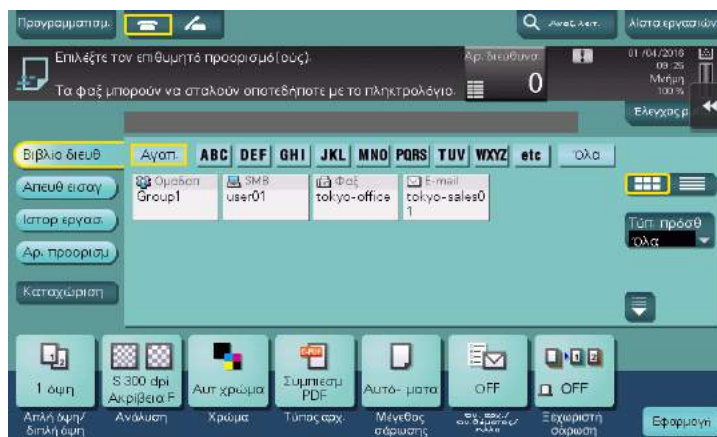 Προγραμματισμ.
Αναζ. λειτ.
Λίστα εργασιών
Επιλέξτε τον επιθυμητό προορισμό(ούς).
Αρ. διευθυνσ.
0
Τα φαξ μπορούν να σταλούν οποτεδήποτε με το πληκτρολόγιο.
01 /04/2016
09:25
Μνήμη
100 %
Έλεγχος ρ
Βιβλίο διευθ
Αγαπ.
ABC
DEF
GHI
JKL
MNO
PQRS
TUV
WXYZ
etc
Όλα
Απευθ εισαγ
Ιστορ εργασ.
Αρ. προορισμ
Καταχώριση
Ομαδοπ
Group1
SMB
user01
Φαξ
tokyo-office
E-mail
tokyo-sales0
1
Τύπ. πρόσθ
Όλα
1 όψη
S 300 dpi
Ακρίβεια F
Αυτ χρώμα
Συμπιεσμ
PDF
Αυτό- ματα
OFF
OFF
Απλή όψη/
διπλή όψη
Ανάλυση
Χρώμα
Τύπος αρχ.
Μέγεθος
σάρωσης
Ξεχωριστή
σάρωση
Εφαρμογή